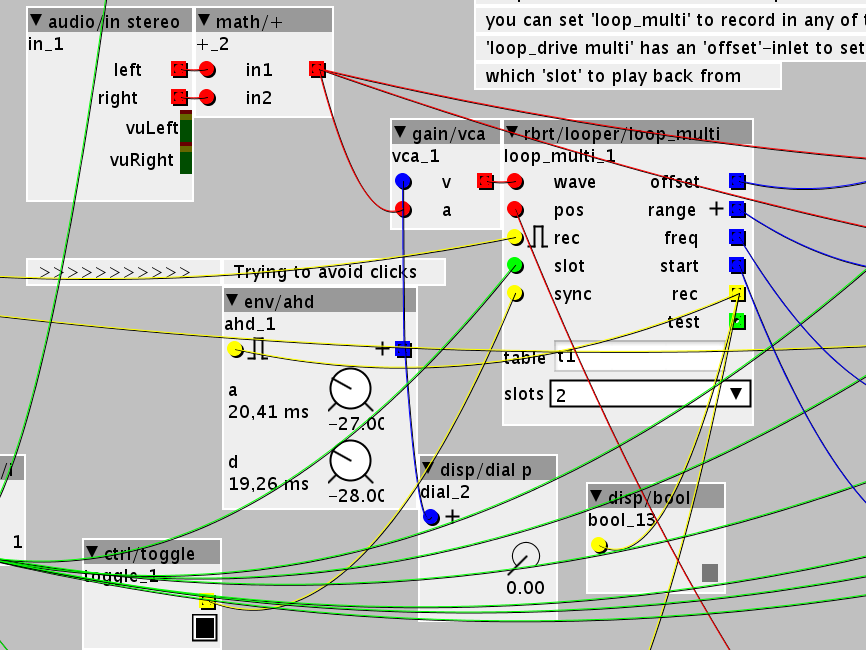 audio/in stereo
in_1
left
right
vuLeft
vuRight
math/+
+_2
in1
in2
you can set 'loop_multi' to record in any of
'loop_drive multi' has an 'offset'-inlet to set
which 'slot' to play back from
gain/vca
vca_1
v
a
rbrt/looper/loop_multi
loop_multi_1
wave offset
pos range +
rec freq
slot start
sync rec
test
table t1
slots 2
>>>>>>>>>>> Trying to avoid clicks
env/ahd
ahd_1
+
a
20,41 ms
-27.00
d
19,26 ms
-28.00
disp/dial p
dial_2
+
0.00
disp/bool
bool_13
/i
1
ctrl/toggle
toggle_1